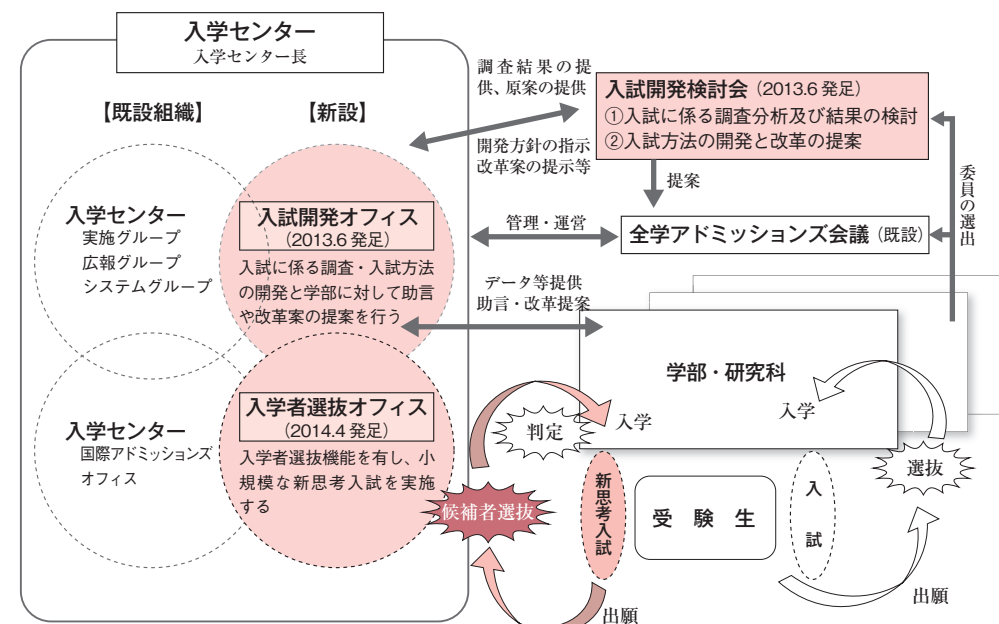 入学センター
入学センター長
【既設組織】
【新設】
入学センター
実施グループ
広報グループ
システムグループ
入試開発オフィス
（2013.6 発足）
入試に係る調査・入試方法
の開発と学部に対して助言
や改革案の提案を行う
入学センター
国際アドミッションズ
オフィス
入学者選抜オフィス
（2014.4 発足）
入学者選抜機能を有し、小
規模な新思考入試を実施
する
調査結果の提
供、原案の提供
開発方針の指示
改革案の提示等
入試開発検討会（2013.6 発足）
①入試に係る調査分析及び結果の検討
②入試方法の開発と改革の提案
提案
管理・運営
全学アドミッションズ会議（既設）
委員の選出
データ等提供
助言・改革提案
学部・研究科
入学
入学
判定
選抜
候補者選抜
新思考入試
受験生
入試
出願
出願